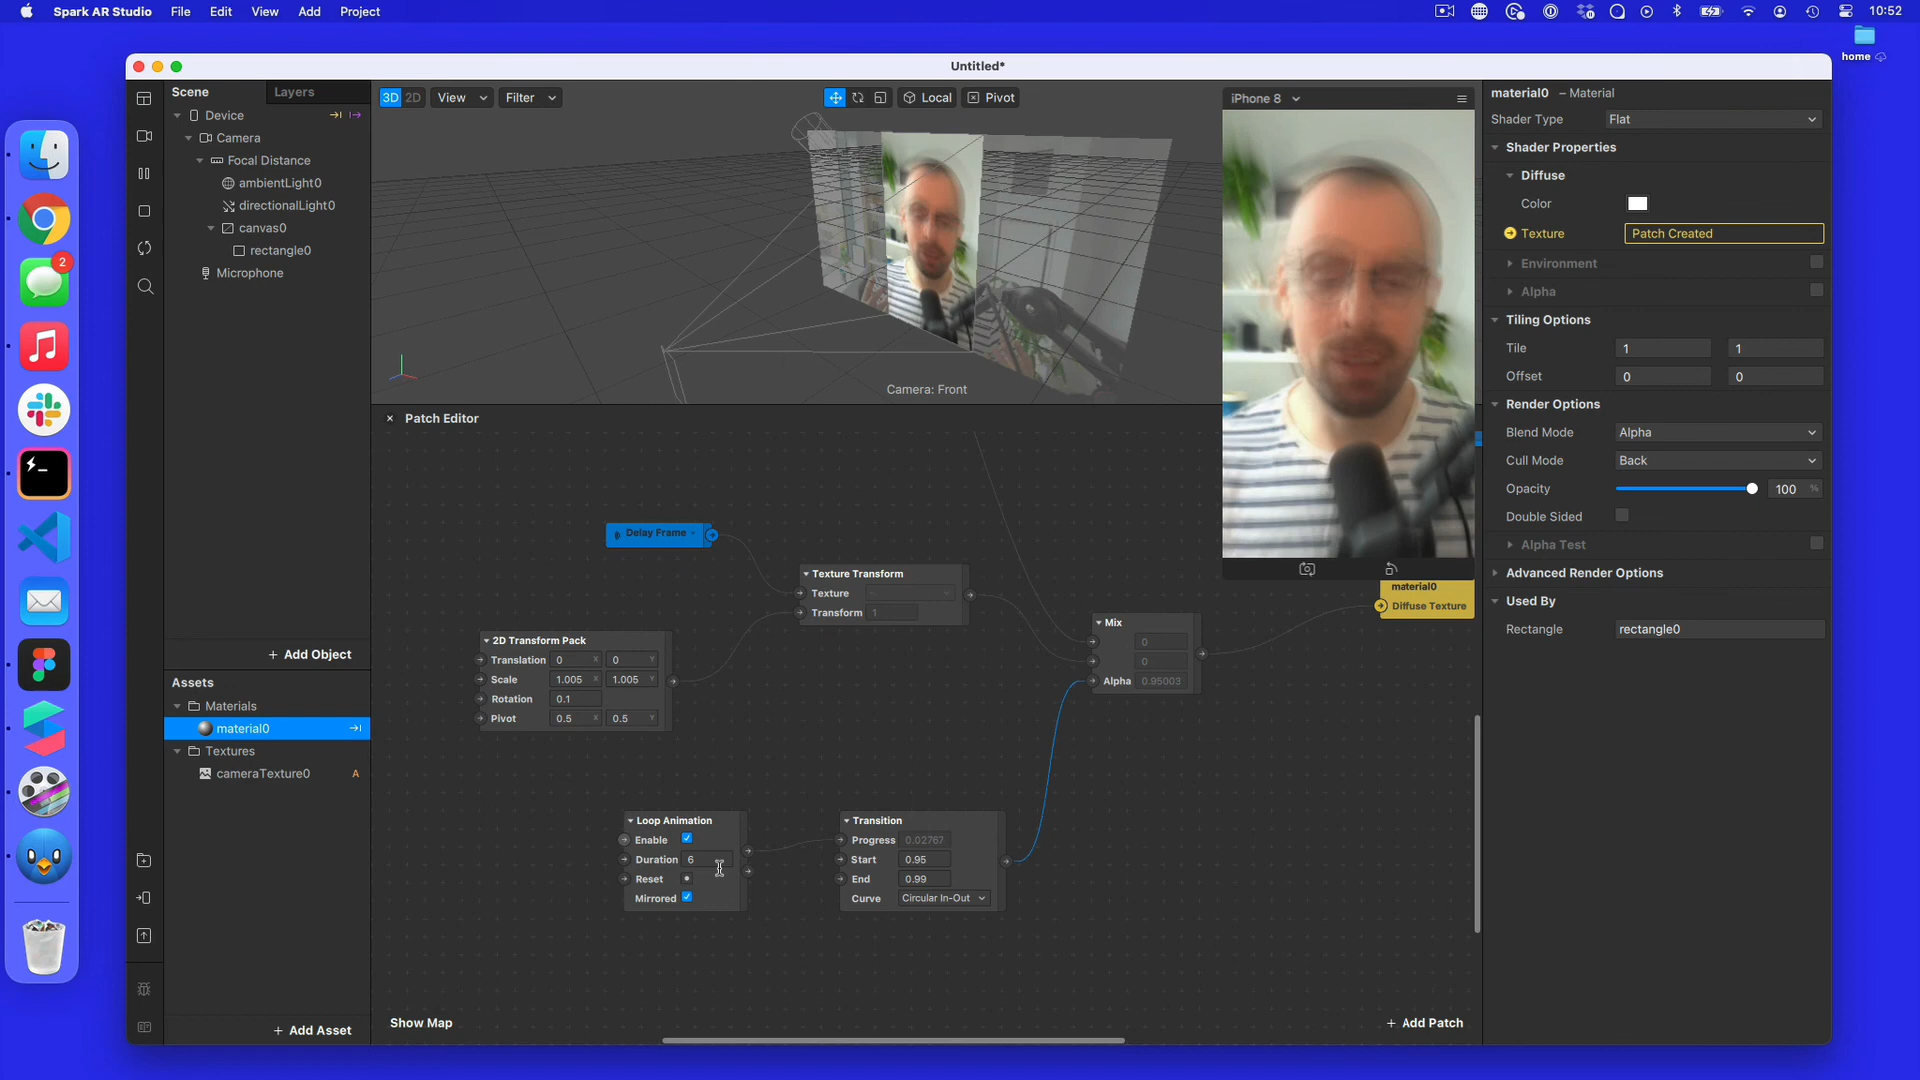 Spark AR Studio File Edit View Add Project
10:52
home
Untitled*
Scene Layers
Device
Camera
Focal Distance
ambientLight0
directionalLight0
canvas0
rectangle0
Microphone
+ Add Object
Assets
Materials
material0
Textures
cameraTexture0 A
+ Add Asset
3D 2D View Filter Local Pivot
Camera: Front
iPhone 8
Patch Editor
Delay Frame
Texture Transform
Texture
Transform 1
2D Transform Pack
Translation 0 X 0 Y
Scale 1.005 X 1.005 Y
Rotation 0.1
Pivot 0.5 X 0.5 Y
Mix
0
0
Alpha 0.95003
material0
Diffuse Texture
Loop Animation
Enable
Duration 6
Reset
Mirrored
Transition
Progress 0.02767
Start 0.95
End 0.99
Curve Circular In-Out
Show Map
+ Add Patch
material0 – Material
Shader Type Flat
Shader Properties
Diffuse
Color
Texture Patch Created
Environment
Alpha
Tiling Options
Tile 1 1
Offset 0 0
Render Options
Blend Mode Alpha
Cull Mode Back
Opacity 100 %
Double Sided
Alpha Test
Advanced Render Options
Used By
Rectangle rectangle0
2